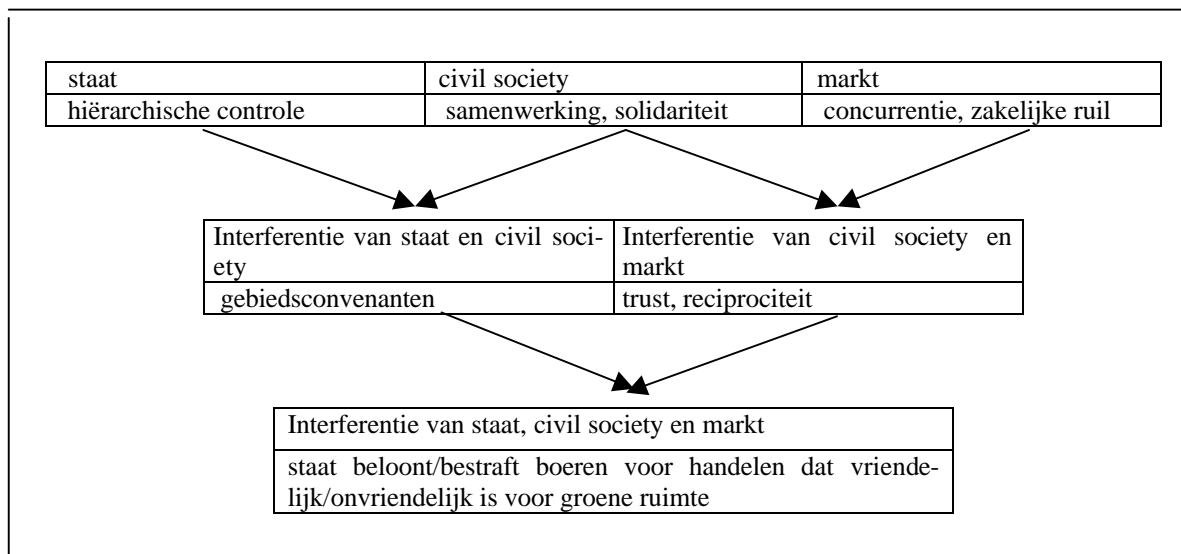 staat civil society markt
hiërarchische controle samenwerking, solidariteit concurrentie, zakelijke ruil
Interferentie van staat en civil soci-
ety
Interferentie van civil society en
markt
gebiedsconvenanten trust, reciprociteit
Interferentie van staat, civil society en markt
staat beloont/bestraft boeren voor handelen dat vriende-
lijk/onvriendelijk is voor groene ruimte